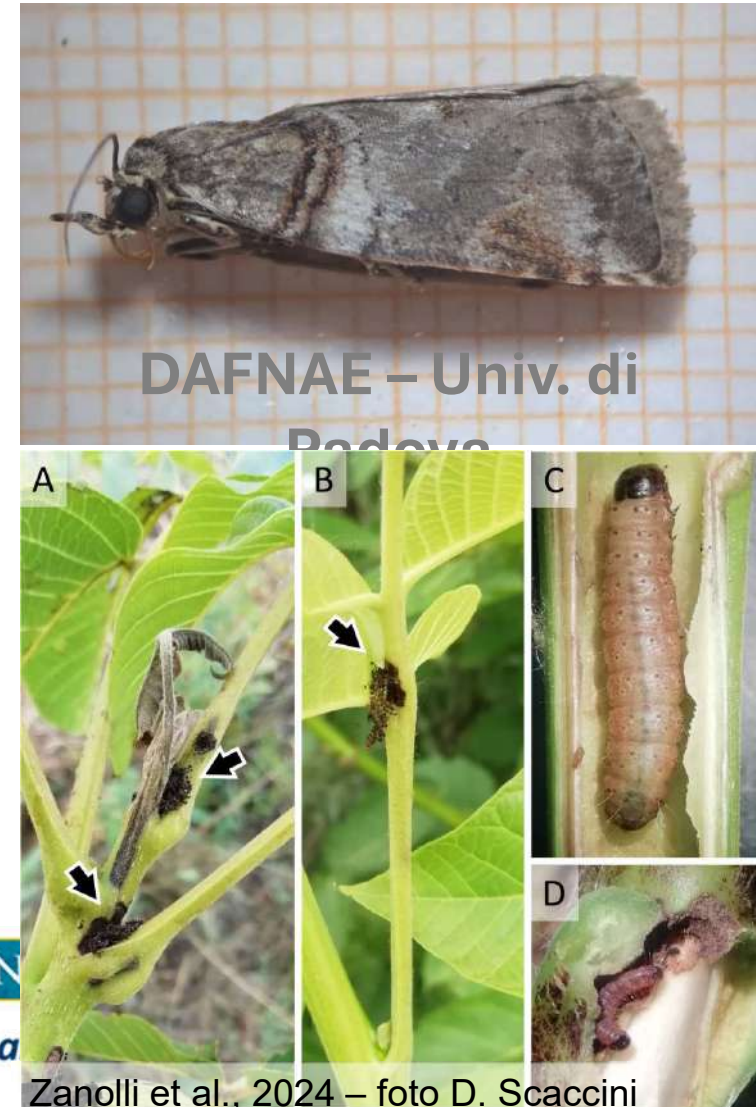 DAFNAE – Univ. di
Padova
A
B
C
D
N
a
Zanolli et al., 2024 – foto D. Scaccini